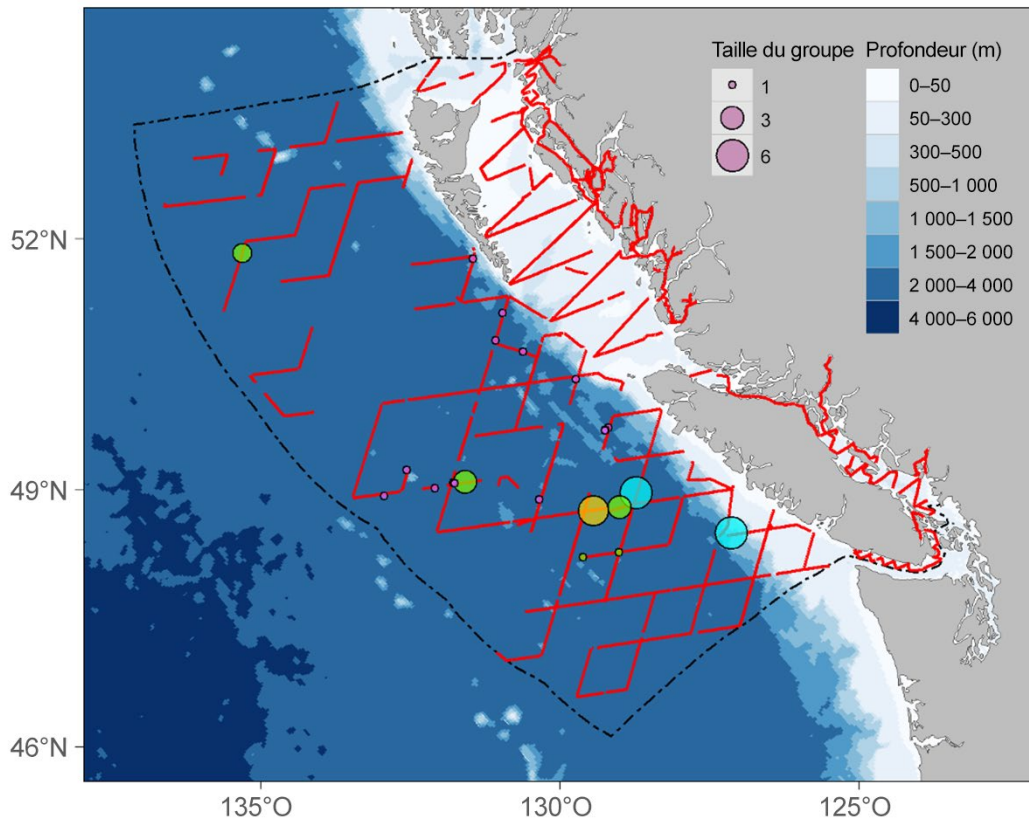 Taille du groupe
1
3
6
Profondeur (m)
0–50
50–300
300–500
500–1 000
1 000–1 500
1 500–2 000
2 000–4 000
4 000–6 000
52°N
49°N
46°N
135°O
130°O
125°O